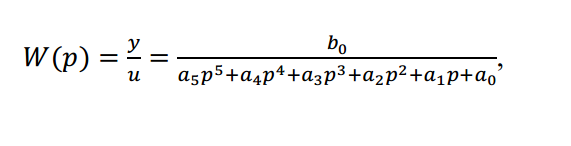 W(p) = y/u = b₀/(a₅p⁵+a₄p⁴+a₃p³+a₂p²+a₁p+a₀),